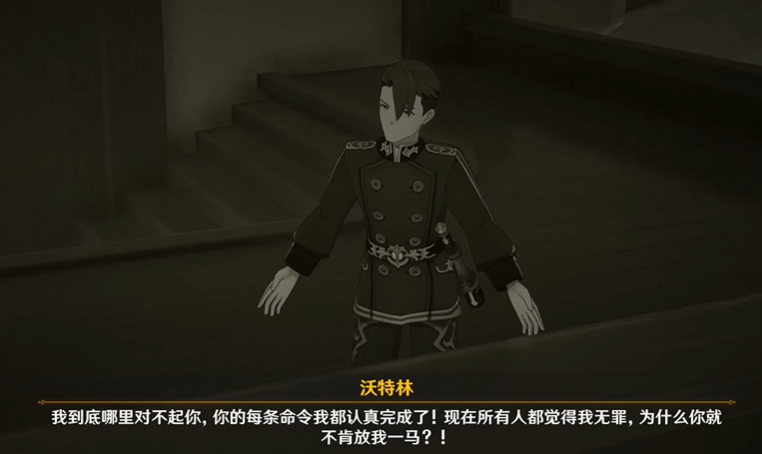 沃特林
我到底哪里对不起你，你的每条命令我都认真完成了！现在所有人都觉得我无罪，为什么你就
不肯放我一马？！